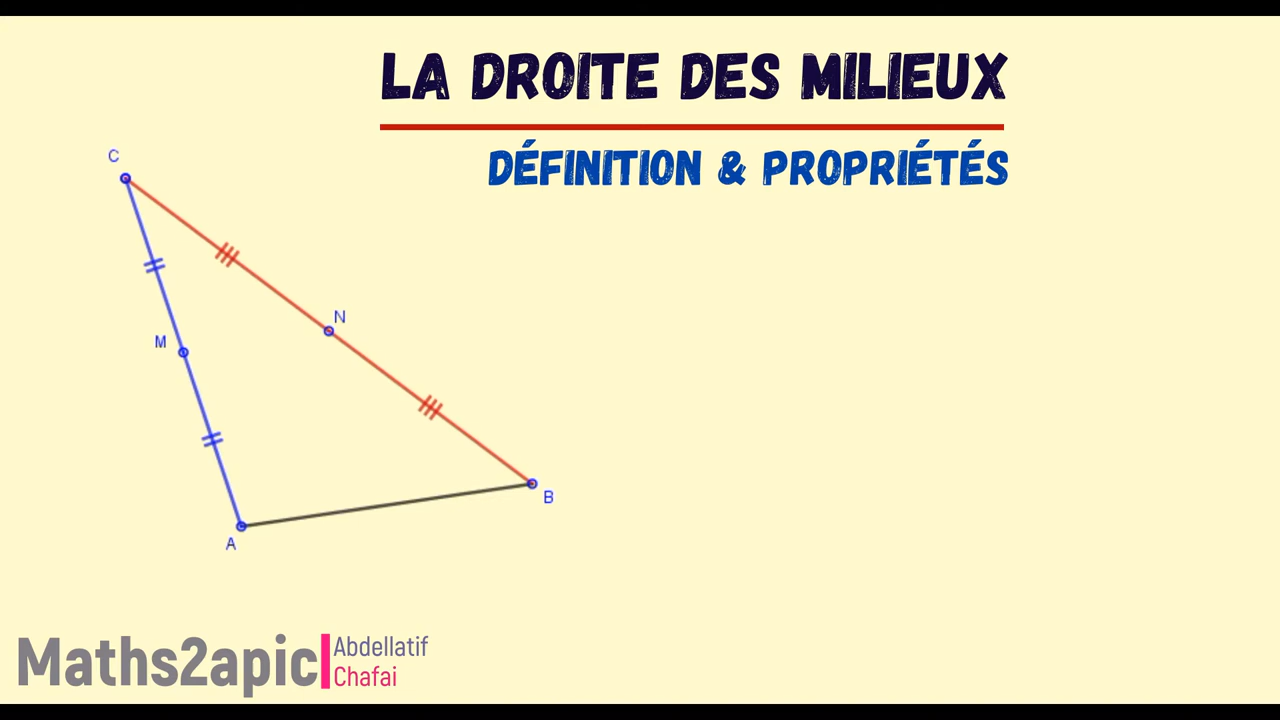 LA DROITE DES MILIEUX
DÉFINITION & PROPRIÉTÉS
C
N
M
B
A
Maths2apic
Abdellatif
Chafai